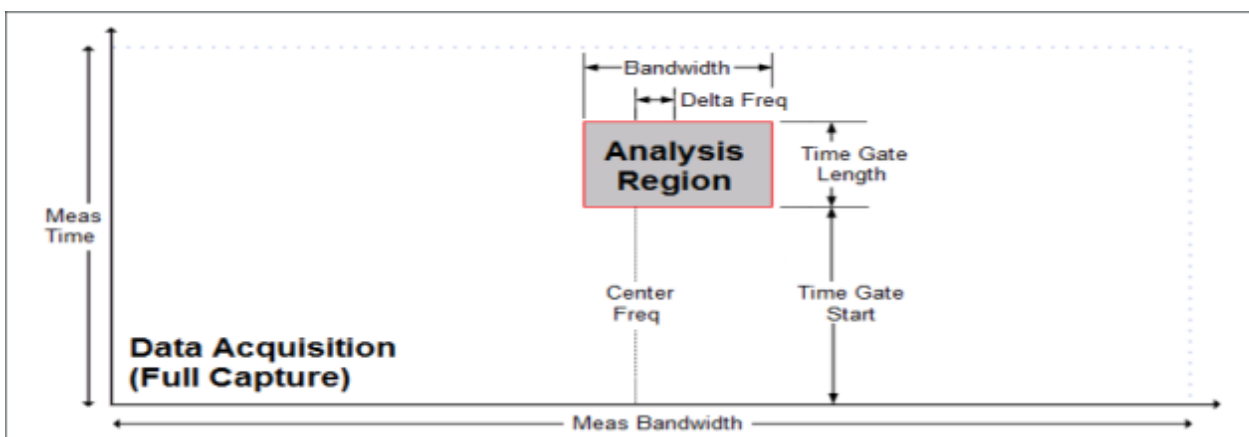 Bandwidth
Delta Freq
Analysis
Region
Time Gate
Length
Meas
Time
Center
Freq
Time Gate
Start
Data Acquisition
(Full Capture)
Meas Bandwidth